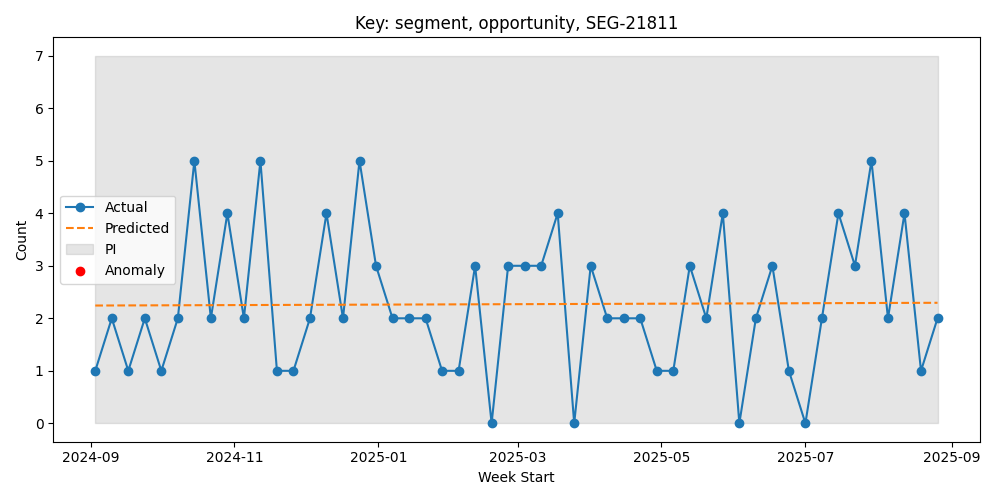 Key: segment, opportunity, SEG-21811
Count
7
6
5
4
3
2
1
0
Actual
Predicted
PI
Anomaly
2024-09
2024-11
2025-01
2025-03
2025-05
2025-07
2025-09
Week Start